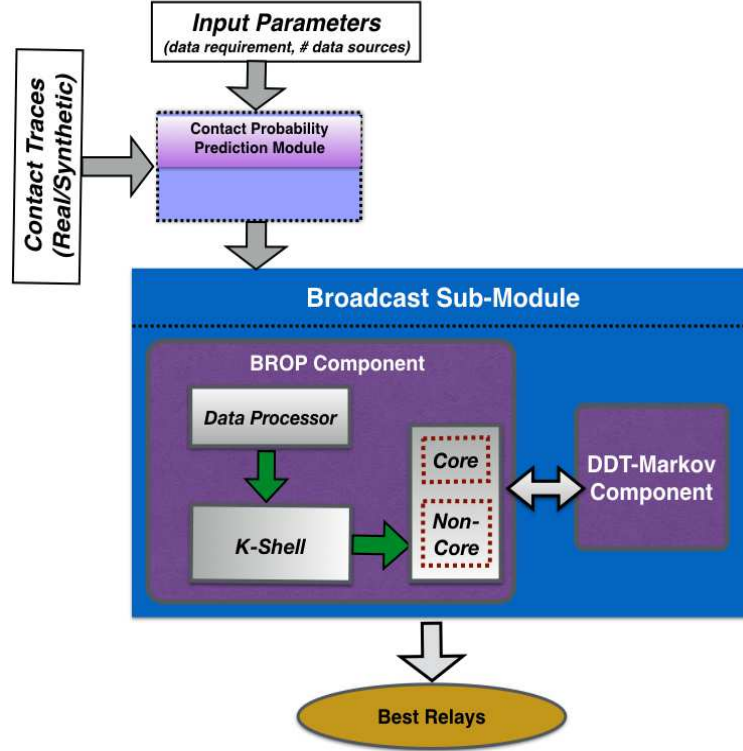 Input Parameters
(data requirement, # data sources)
Contact Traces
(Real/Synthetic)
Contact Probability
Prediction Module
Broadcast Sub-Module
BROP Component
Data Processor
Core
DDT-Markov
Component
K-Shell
Non-
Core
Best Relays